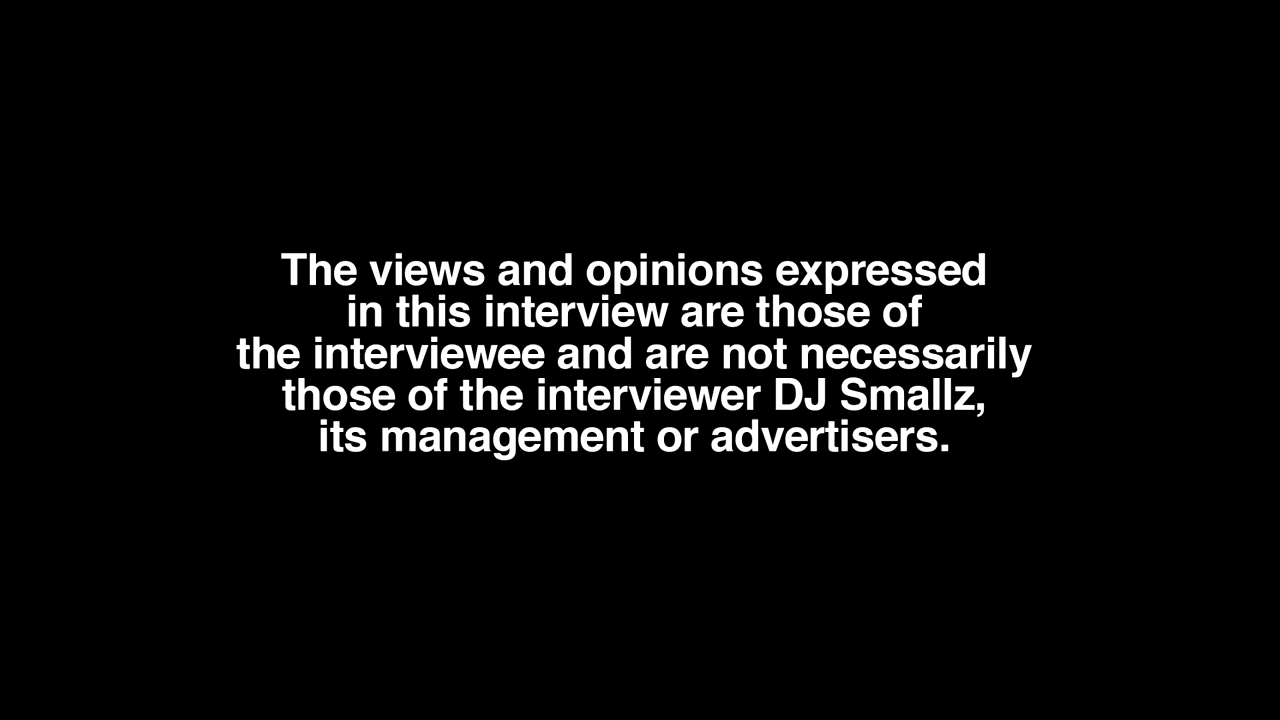 The views and opinions expressed
in this interview are those of
the interviewee and are not necessarily
those of the interviewer DJ Smallz,
its management or advertisers.